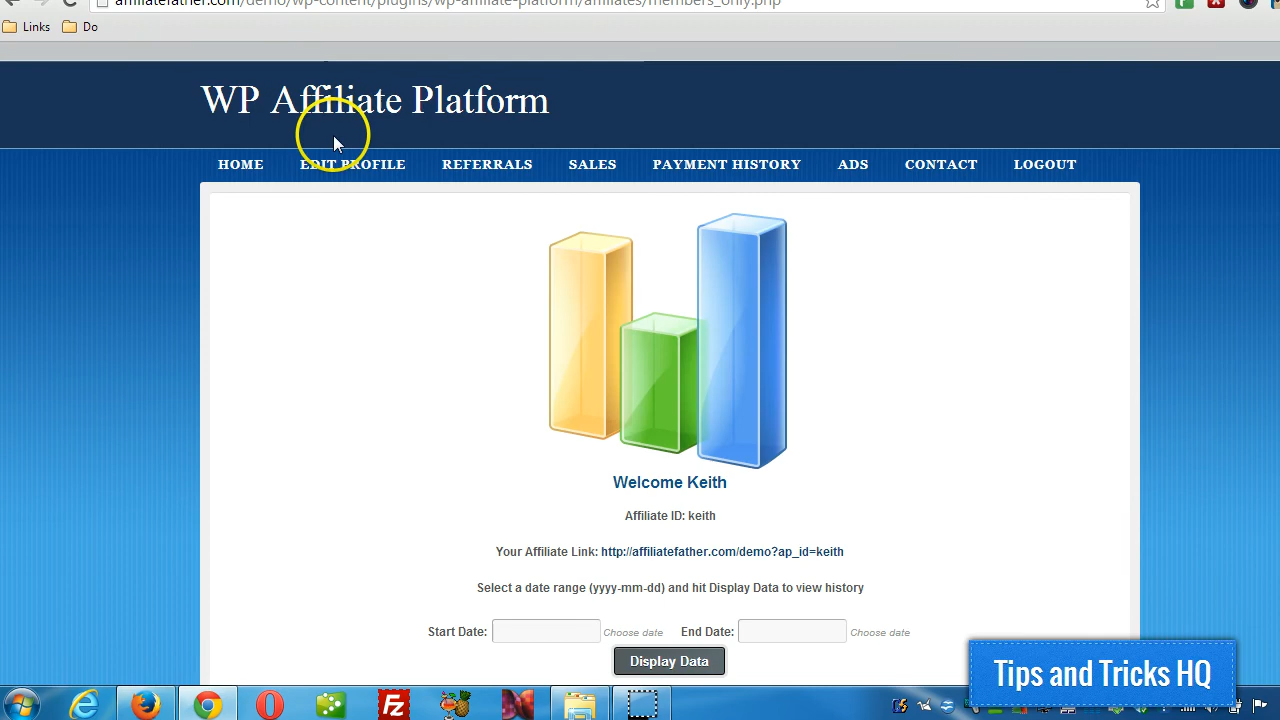 affiliatefather.com/demo/wp-content/plugins/wp-affiliate-platform/affiliates/members_only.php
Links Do
WP Affiliate Platform
HOME EDIT PROFILE REFERRALS SALES PAYMENT HISTORY ADS CONTACT LOGOUT
Welcome Keith
Affiliate ID: keith
Your Affiliate Link: http://affiliatefather.com/demo?ap_id=keith
Select a date range (yyyy-mm-dd) and hit Display Data to view history
Start Date: Choose date End Date: Choose date
Display Data
Tips and Tricks HQ
Fz